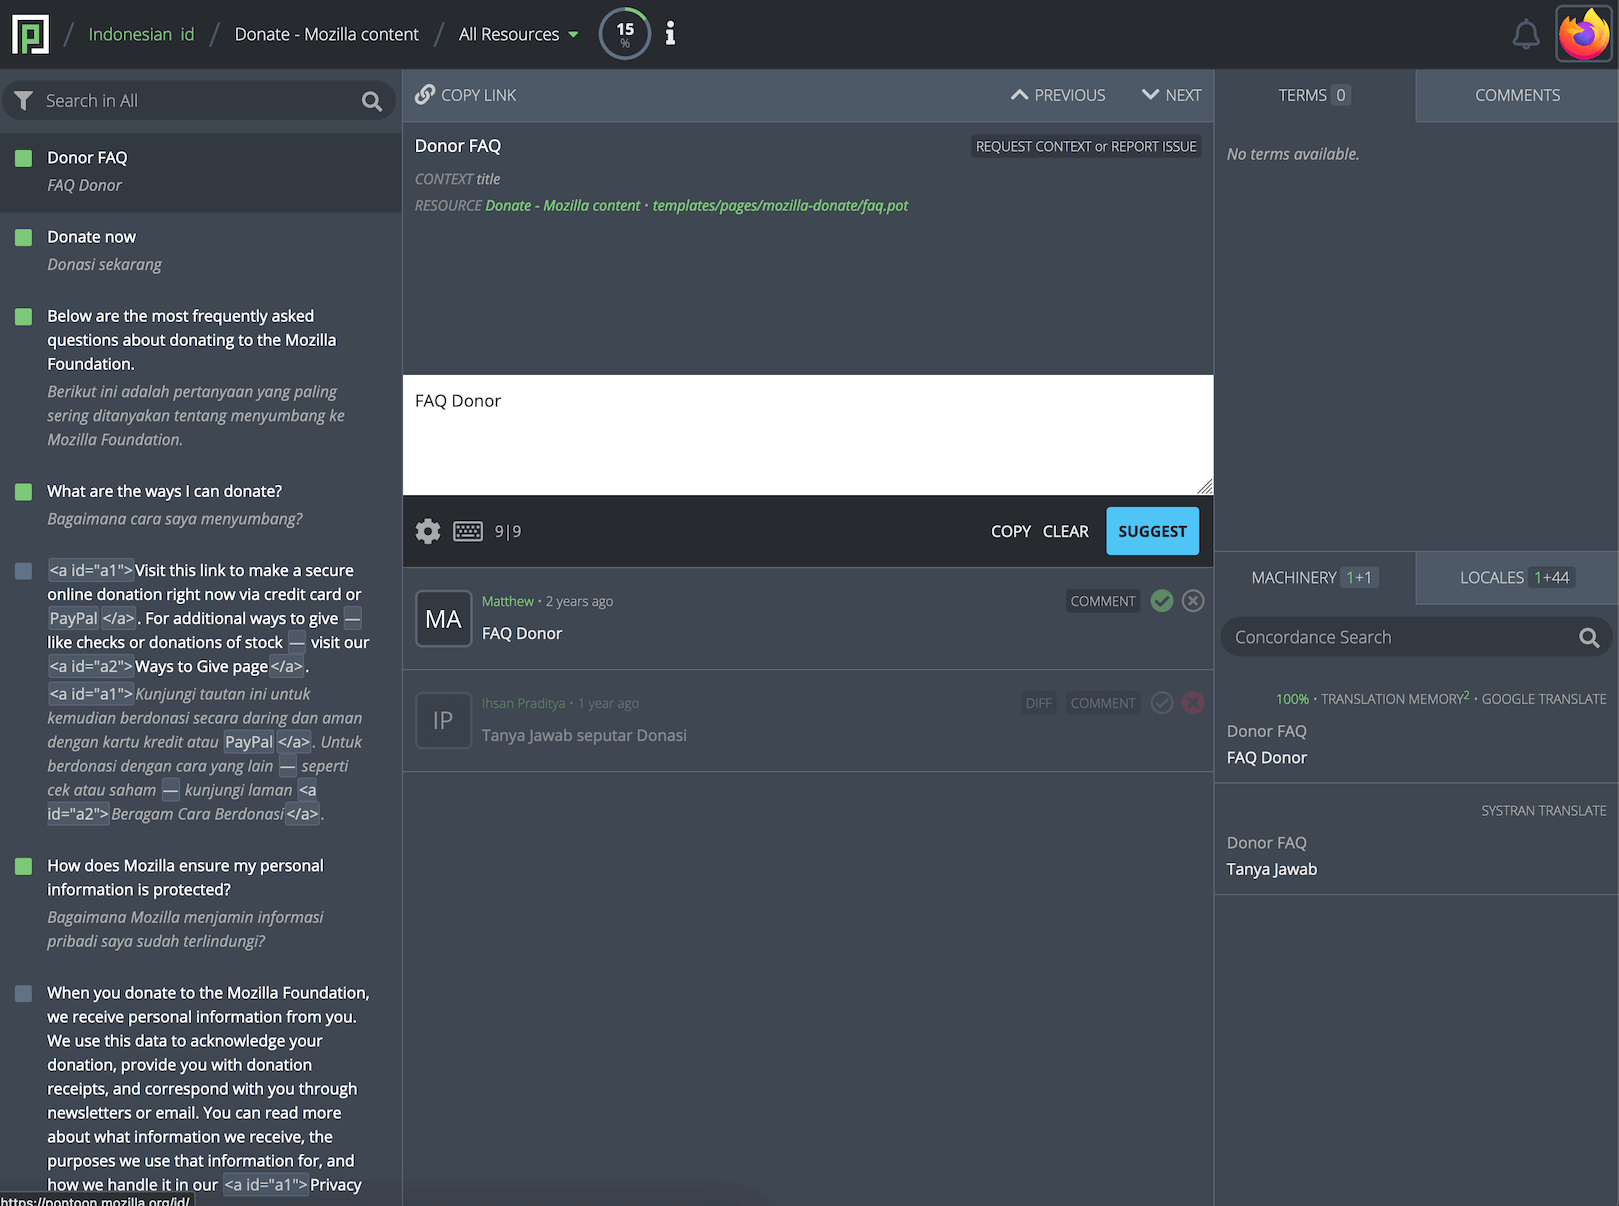 Indonesian id
Donate - Mozilla content
All Resources
15
%
Search in All
Donor FAQ
FAQ Donor
Donate now
Donasi sekarang
Below are the most frequently asked
questions about donating to the Mozilla
Foundation.
Berikut ini adalah pertanyaan yang paling
sering ditanyakan tentang menyumbang ke
Mozilla Foundation.
What are the ways I can donate?
Bagaimana cara saya menyumbang?
<a id="a1">Visit this link to make a secure
online donation right now via credit card or
PayPal</a>. For additional ways to give —
like checks or donations of stock — visit our
<a id="a2">Ways to Give page</a>.
<a id="a1">Kunjungi tautan ini untuk
kemudian berdonasi secara daring dan aman
dengan kartu kredit atau PayPal</a>. Untuk
berdonasi dengan cara yang lain — seperti
cek atau saham — kunjungi laman <a
id="a2">Beragam Cara Berdonasi</a>.
How does Mozilla ensure my personal
information is protected?
Bagaimana Mozilla menjamin informasi
pribadi saya sudah terlindungi?
When you donate to the Mozilla Foundation,
we receive personal information from you.
We use this data to acknowledge your
donation, provide you with donation
receipts, and correspond with you through
newsletters or email. You can read more
about what information we receive, the
purposes we use that information for, and
how we handle it in our <a id="a1">Privacy
https://pontoon.mozilla.org/id/
COPY LINK
PREVIOUS
NEXT
Donor FAQ
REQUEST CONTEXT or REPORT ISSUE
CONTEXT title
RESOURCE Donate - Mozilla content • templates/pages/mozilla-donate/faq.pot
FAQ Donor
9|9
COPY
CLEAR
SUGGEST
MA
Matthew • 2 years ago
COMMENT
FAQ Donor
IP
Ihsan Praditya • 1 year ago
DIFF
COMMENT
Tanya Jawab seputar Donasi
TERMS 0
COMMENTS
No terms available.
MACHINERY 1+1
LOCALES 1+44
Concordance Search
100% • TRANSLATION MEMORY2 • GOOGLE TRANSLATE
Donor FAQ
FAQ Donor
SYSTRAN TRANSLATE
Donor FAQ
Tanya Jawab